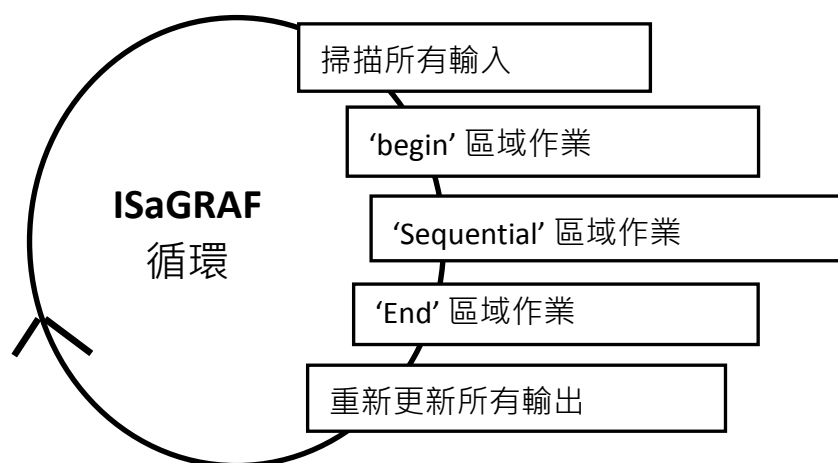 掃描所有輸入
‘begin’ 區域作業
ISaGRAF
循環
‘Sequential’ 區域作業
‘End’ 區域作業
重新更新所有輸出